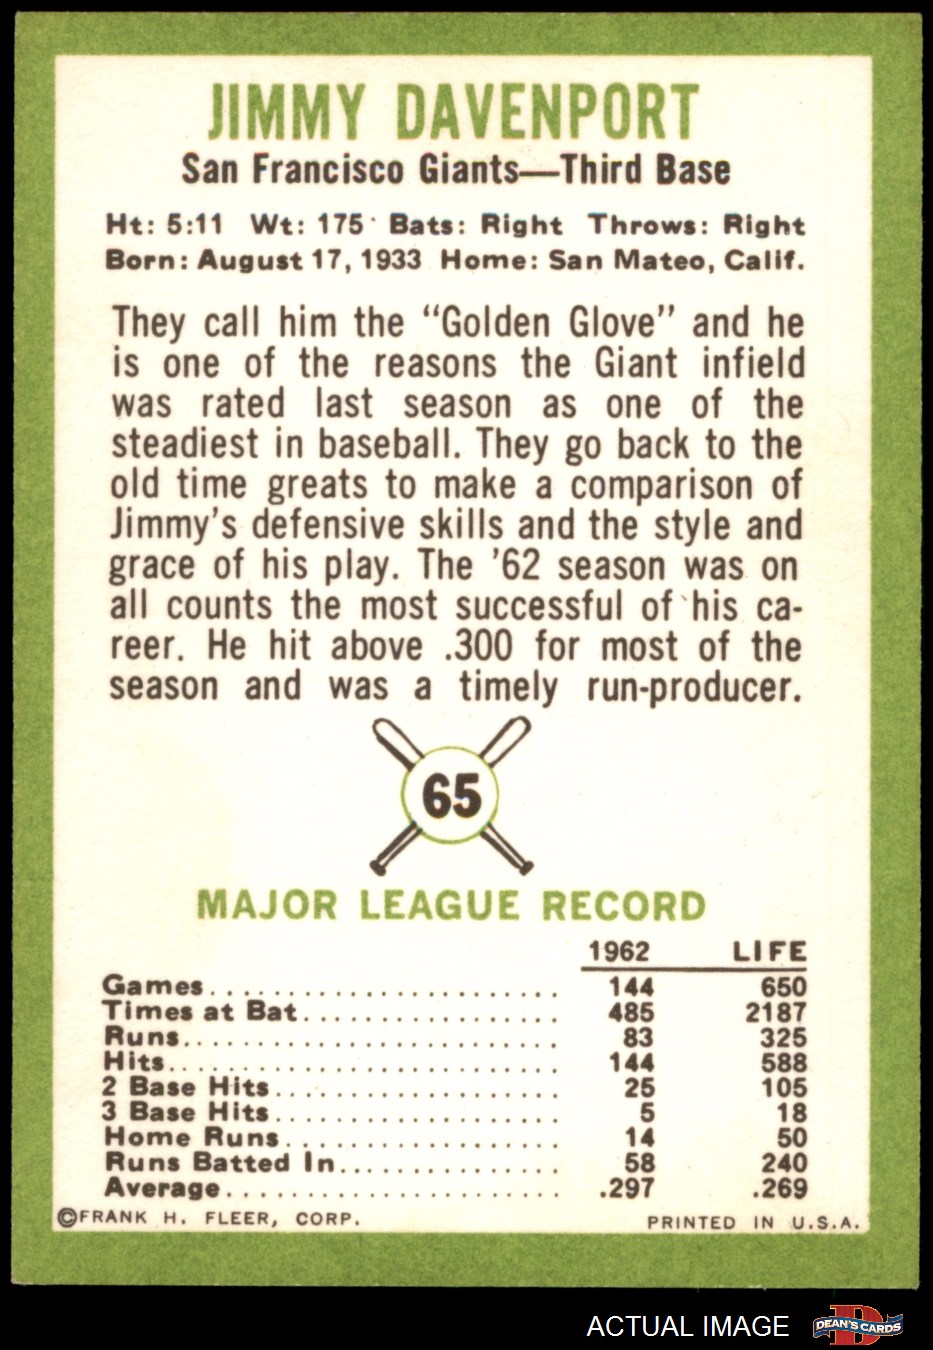 JIMMY DAVENPORT
San Francisco Giants—Third Base
Ht: 5:11 Wt: 175 Bats: Right Throws: Right
Born: August 17, 1933 Home: San Mateo, Calif.
They call him the “Golden Glove” and he
is one of the reasons the Giant infield
was rated last season as one of the
steadiest in baseball. They go back to the
old time greats to make a comparison of
Jimmy’s defensive skills and the style and
grace of his play. The ’62 season was on
all counts the most successful of his ca-
reer. He hit above .300 for most of the
season and was a timely run-producer.
65
MAJOR LEAGUE RECORD
1962 LIFE
Games 144 650
Times at Bat 485 2187
Runs 83 325
Hits 144 588
2 Base Hits 25 105
3 Base Hits 5 18
Home Runs 14 50
Runs Batted In 58 240
Average .297 .269
©FRANK H. FLEER, CORP. PRINTED IN U.S.A.
ACTUAL IMAGE DEAN'S CARDS